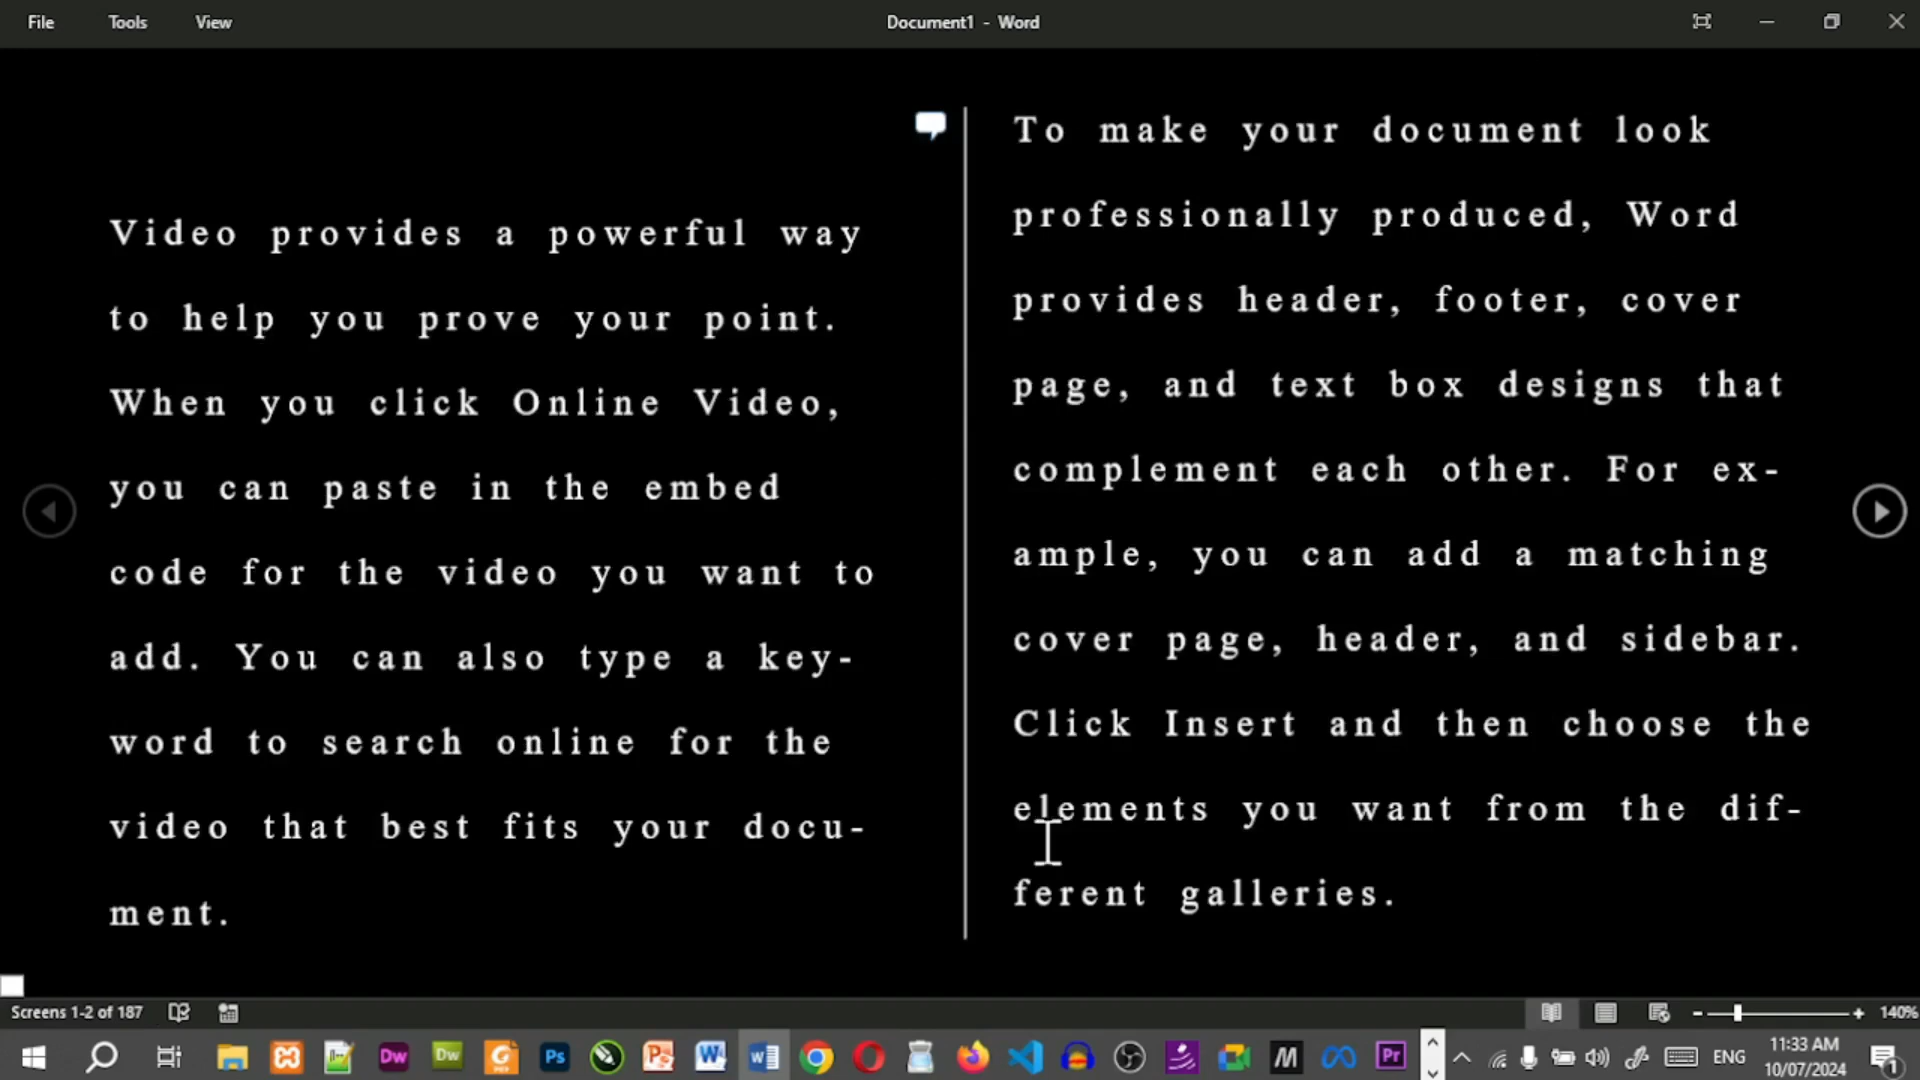 File Tools View Document1 - Word
Video provides a powerful way
to help you prove your point.
When you click Online Video,
you can paste in the embed
code for the video you want to
add. You can also type a key-
word to search online for the
video that best fits your docu-
ment.
To make your document look
professionally produced, Word
provides header, footer, cover
page, and text box designs that
complement each other. For ex-
ample, you can add a matching
cover page, header, and sidebar.
Click Insert and then choose the
elements you want from the dif-
ferent galleries.
Screens 1-2 of 187 140%
Dw Dw Ps Pr ENG 11:33 AM
10/07/2024 1